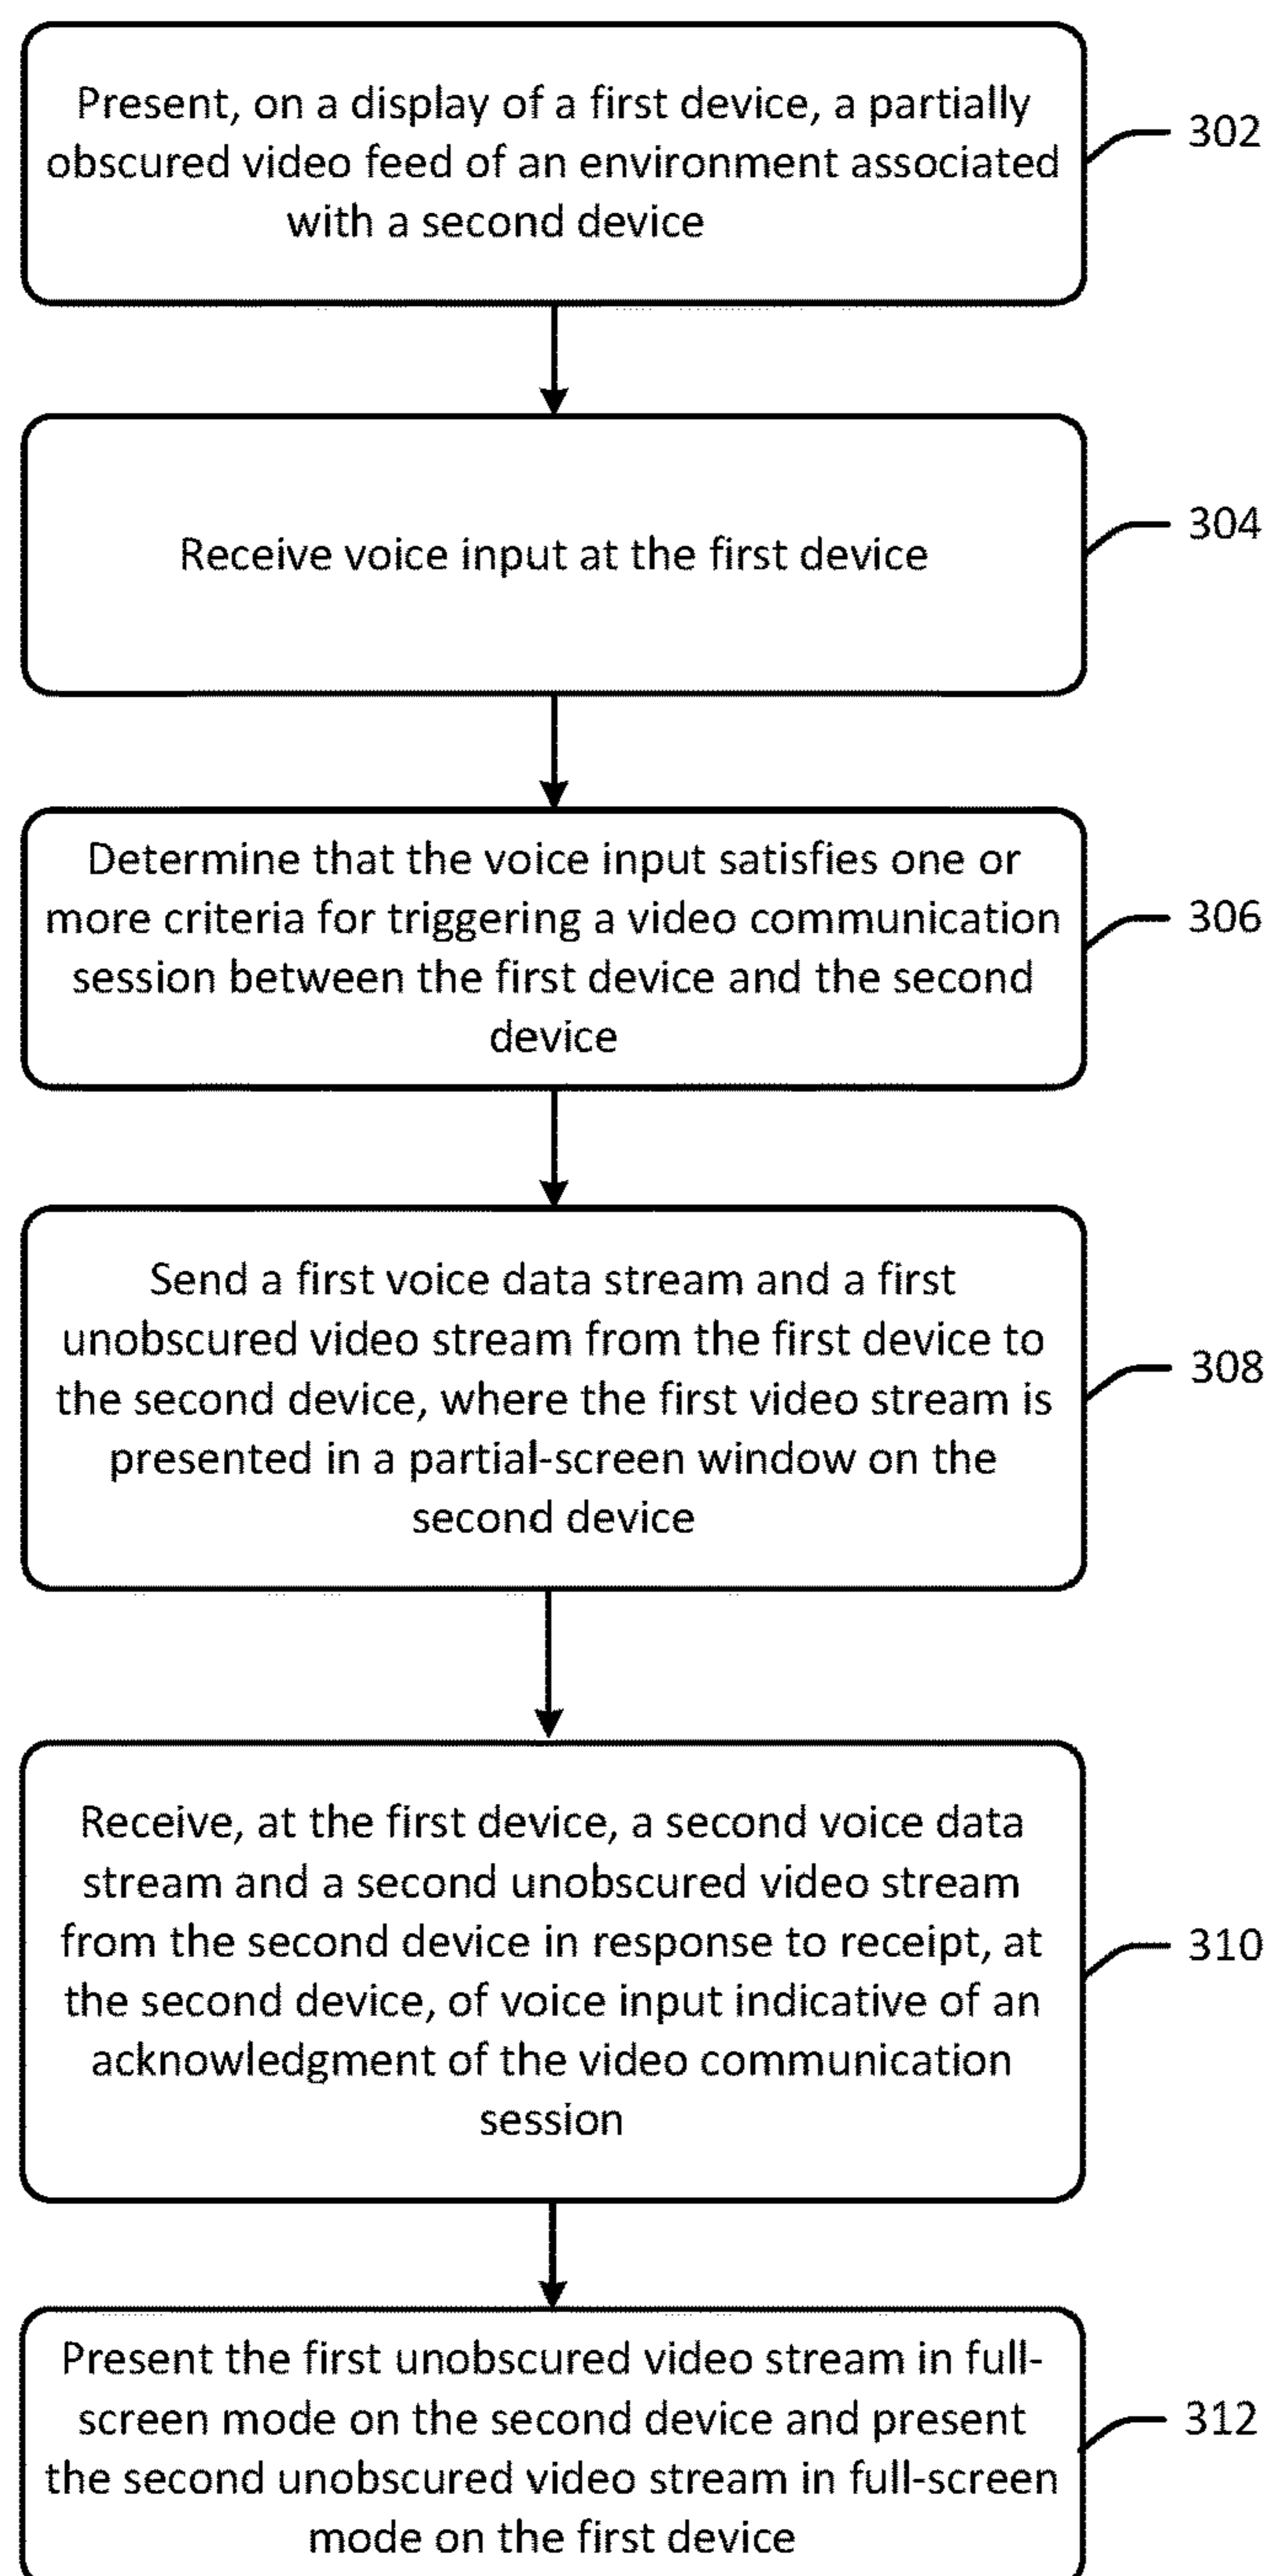 Present, on a display of a first device, a partially
obscured video feed of an environment associated
with a second device
302
Receive voice input at the first device
304
Determine that the voice input satisfies one or
more criteria for triggering a video communication
session between the first device and the second
device
306
Send a first voice data stream and a first
unobscured video stream from the first device to
the second device, where the first video stream is
presented in a partial-screen window on the
second device
308
Receive, at the first device, a second voice data
stream and a second unobscured video stream
from the second device in response to receipt, at
the second device, of voice input indicative of an
acknowledgment of the video communication
session
310
Present the first unobscured video stream in full-
screen mode on the second device and present
the second unobscured video stream in full-screen
mode on the first device
312